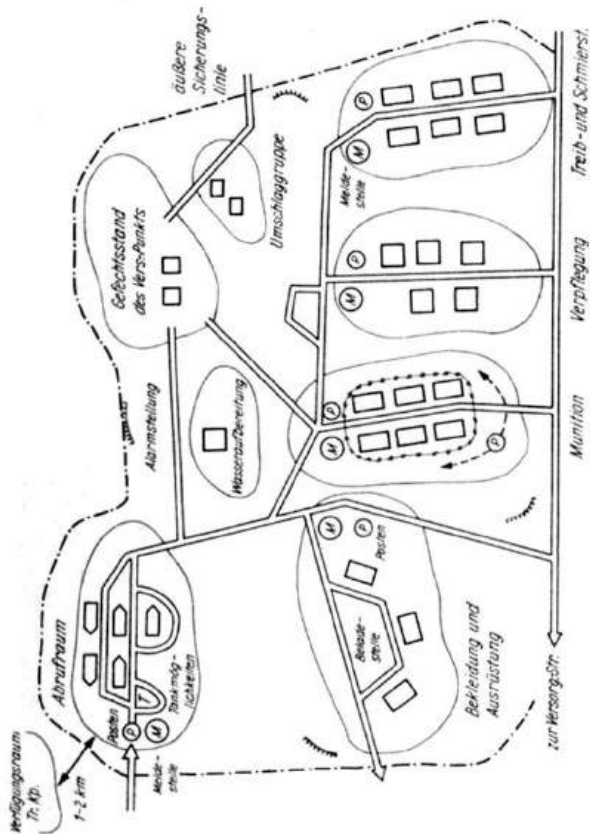 Verfügungsraum
Tr. Kp.
1-2 km
Abrufraum
Posten
P
M
Melde-
stelle
Tankmög-
lichkeiten
Alarmstellung
Gefechtsstand
des Vers-Punkts
äußere
Sicherungs-
linie
Umschlaggruppe
Wasseraufbereitung
M
P
Posten
Belade-
stelle
Bekleidung und
Ausrüstung
M
P
P
Munition
M
P
Verpflegung
Melde-
stelle
M
P
Treib- und Schmierst.
zur Versorg.-Str.